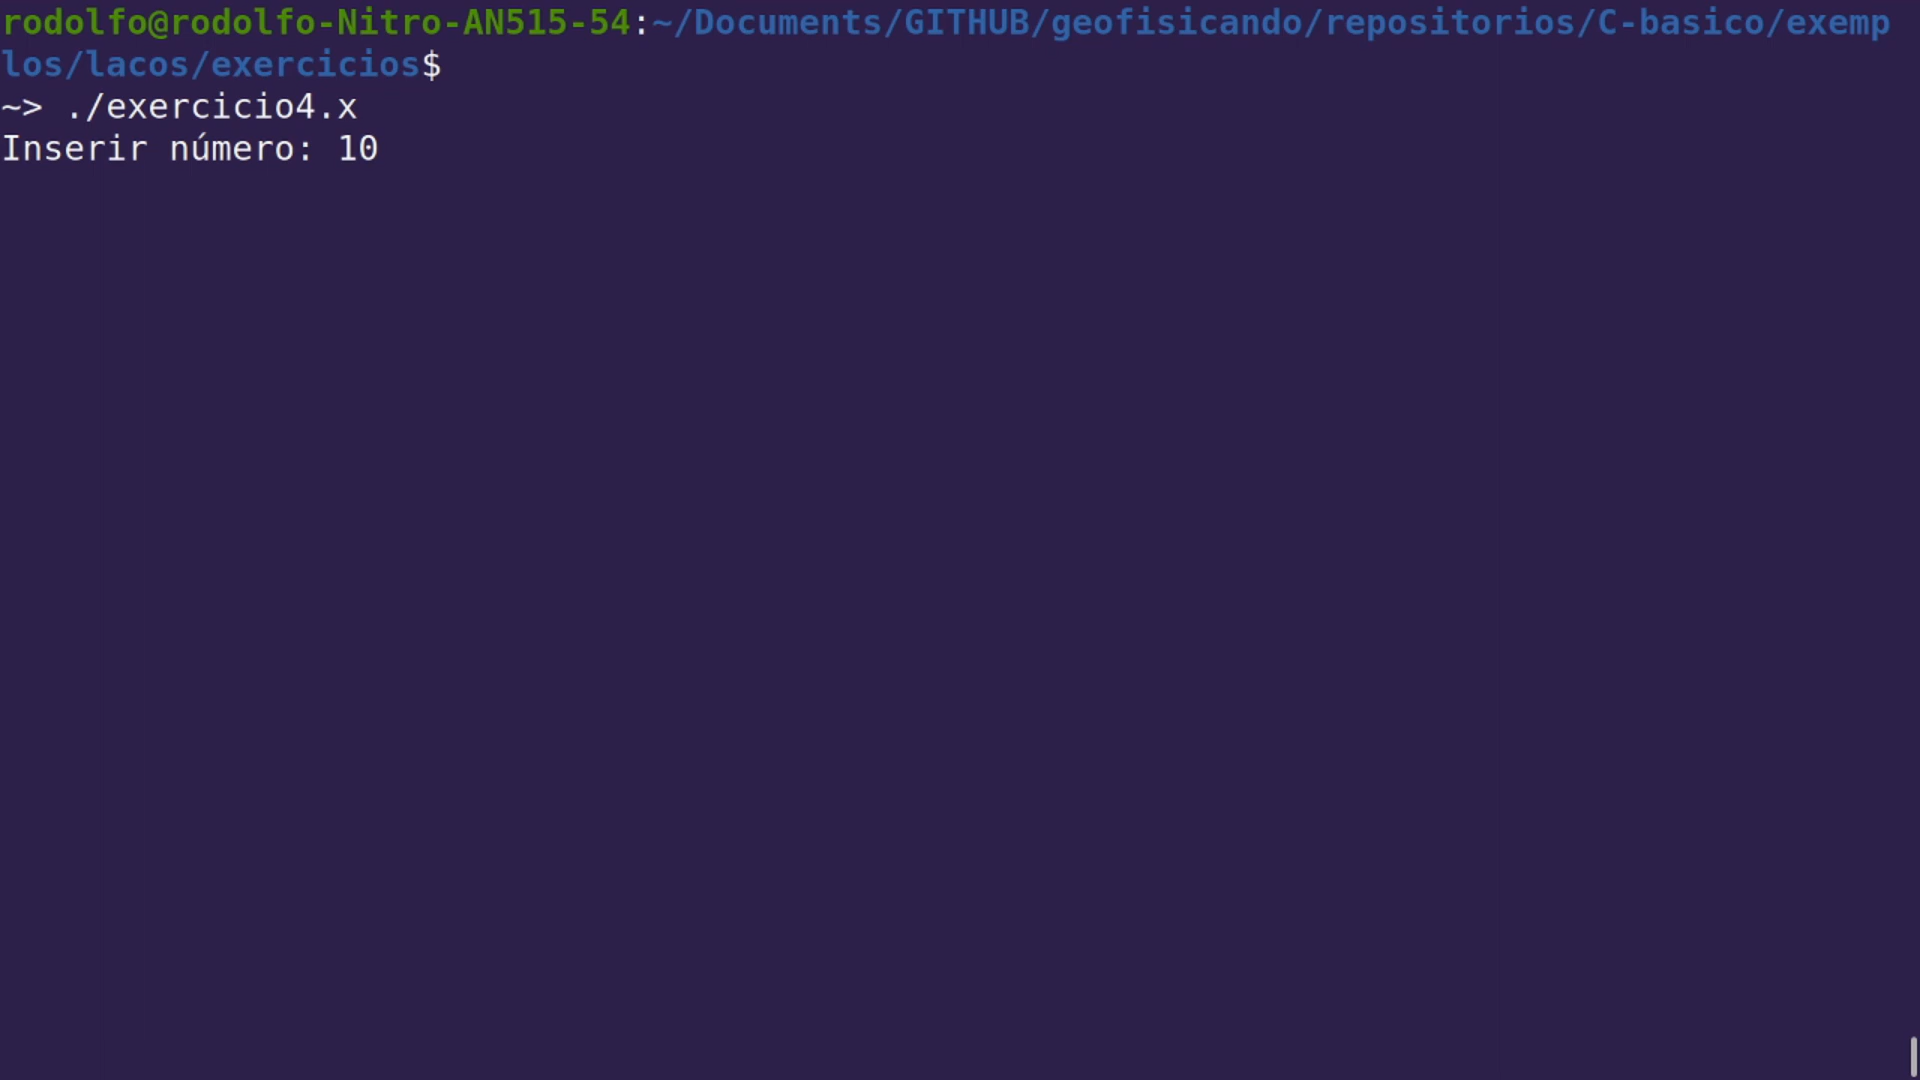 rodolfo@rodolfo-Nitro-AN515-54:~/Documents/GITHUB/geofisicando/repositorios/C-basico/exemp
los/lacos/exercicios$
~> ./exercicio4.x
Inserir número: 10